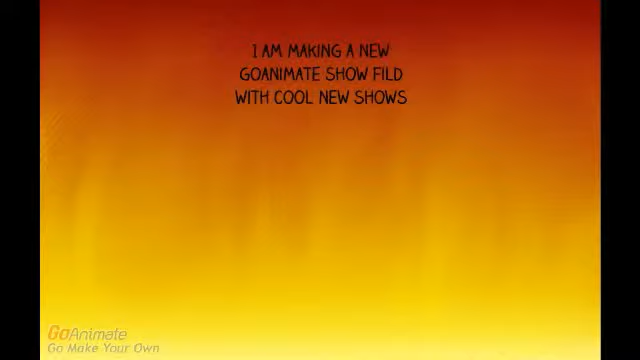 I AM MAKING A NEW
GOANIMATE SHOW FILD
WITH COOL NEW SHOWS
GoAnimate
Go Make Your Own